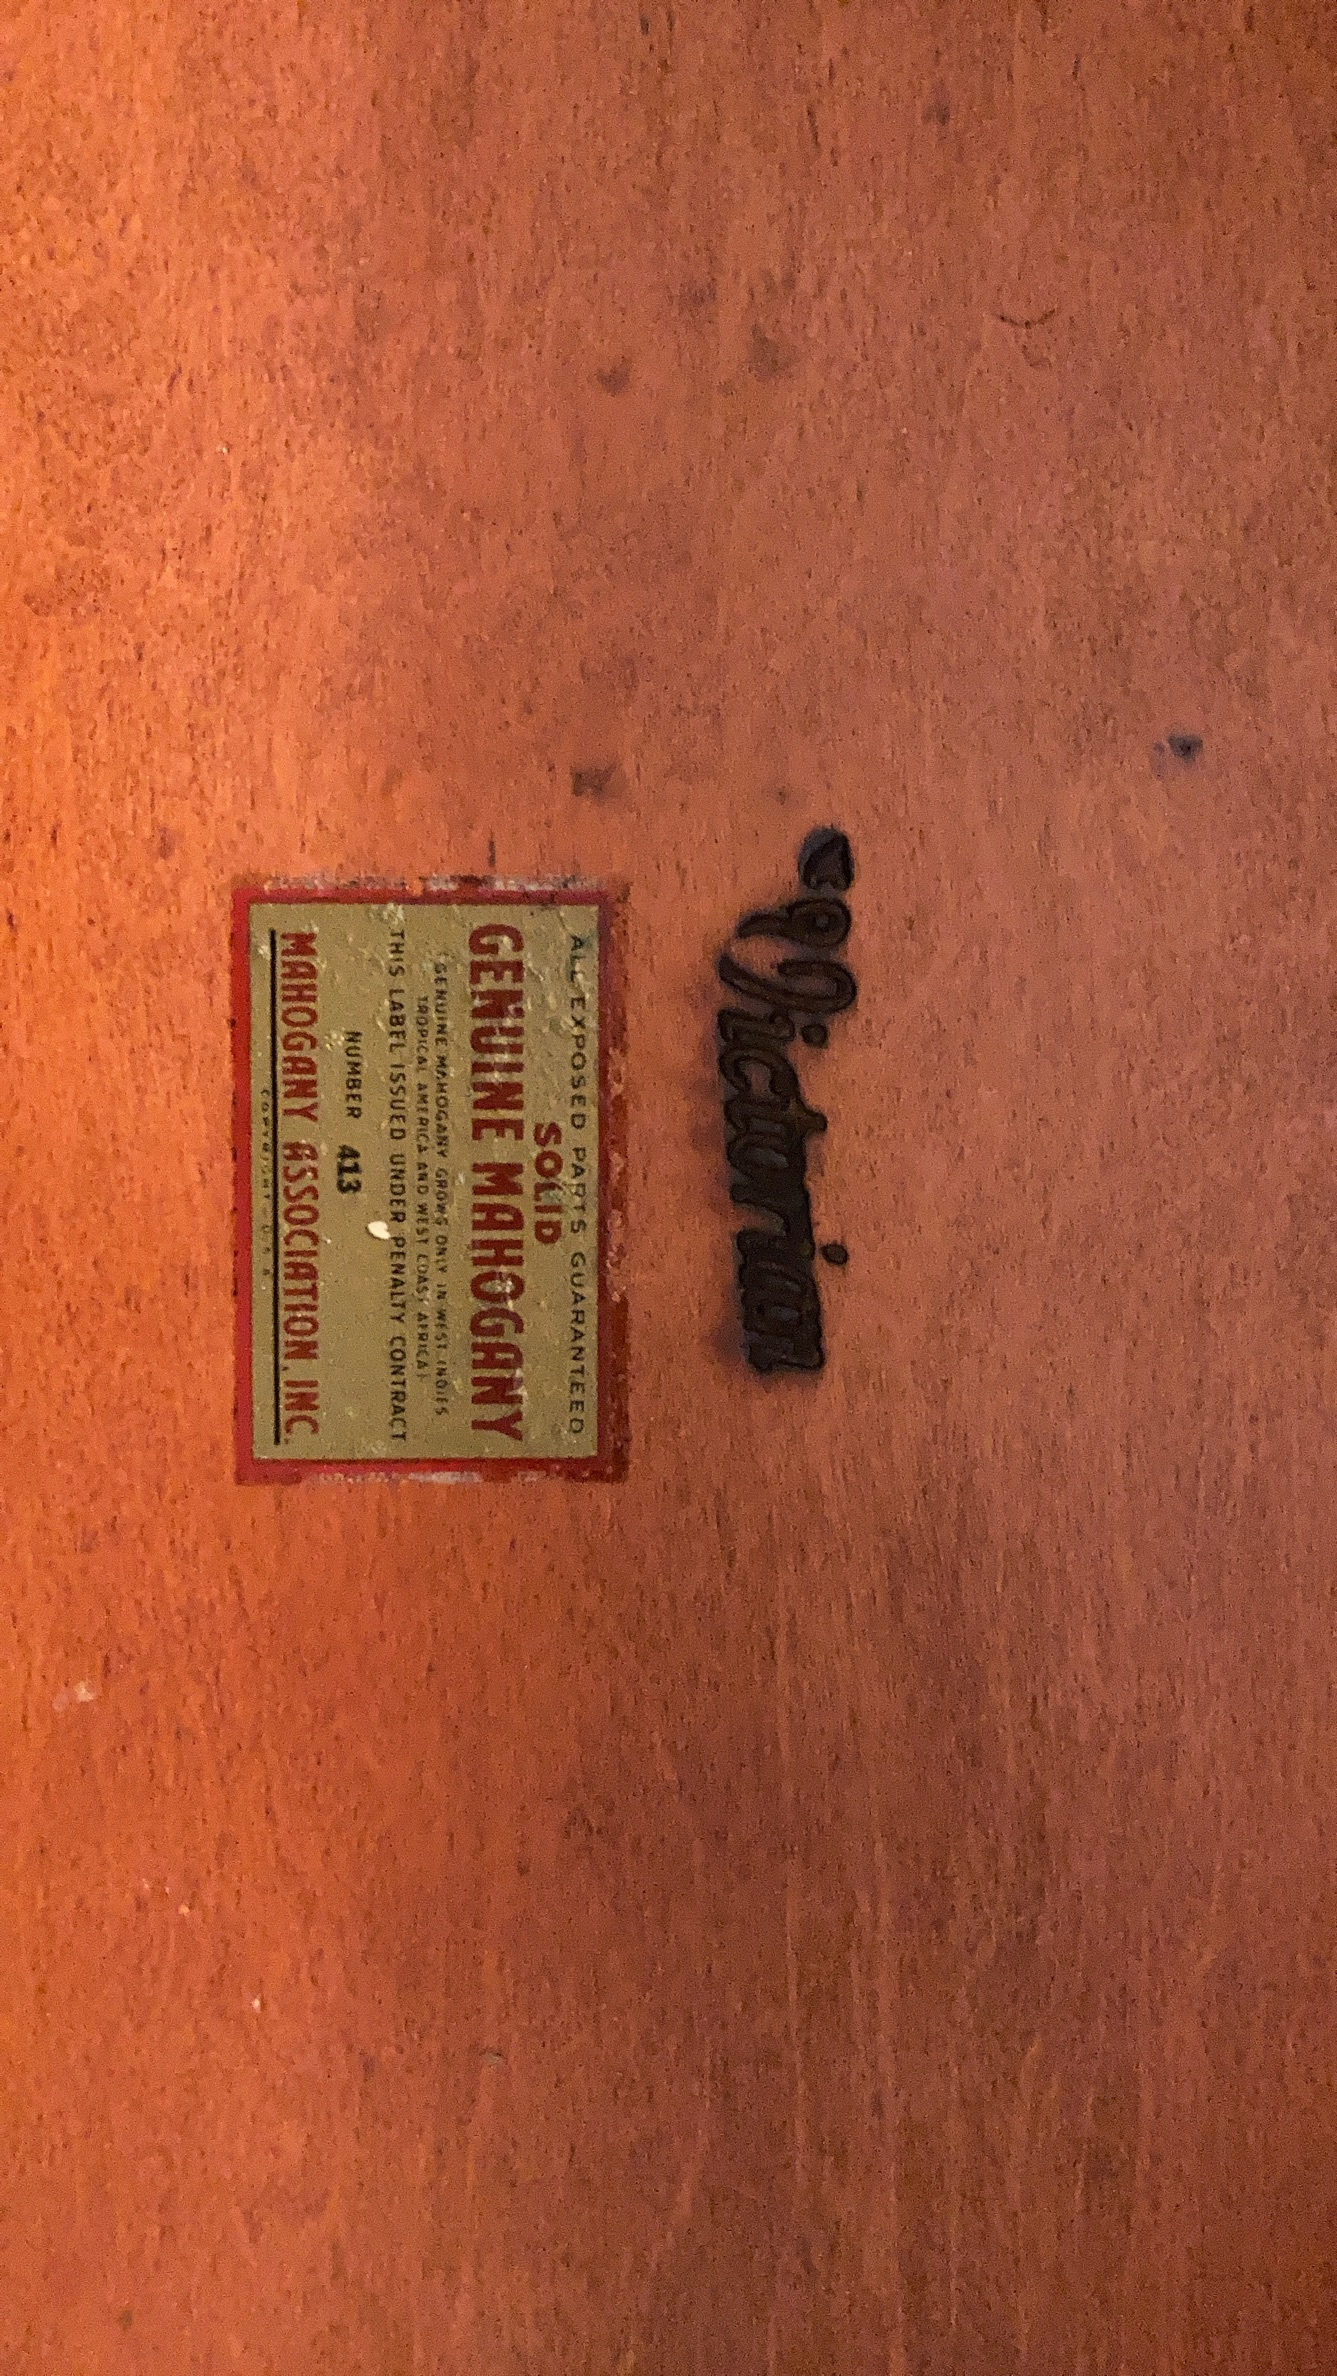 Victorian
ALL EXPOSED PARTS GUARANTEED
SOLID
GENUINE MAHOGANY
(GENUINE MAHOGANY GROWS ONLY IN WEST INDIES
TROPICAL AMERICA AND WEST COAST AFRICA)
THIS LABEL ISSUED UNDER PENALTY CONTRACT
NUMBER 413
MAHOGANY ASSOCIATION, INC.
COPYRIGHT U.S.A.